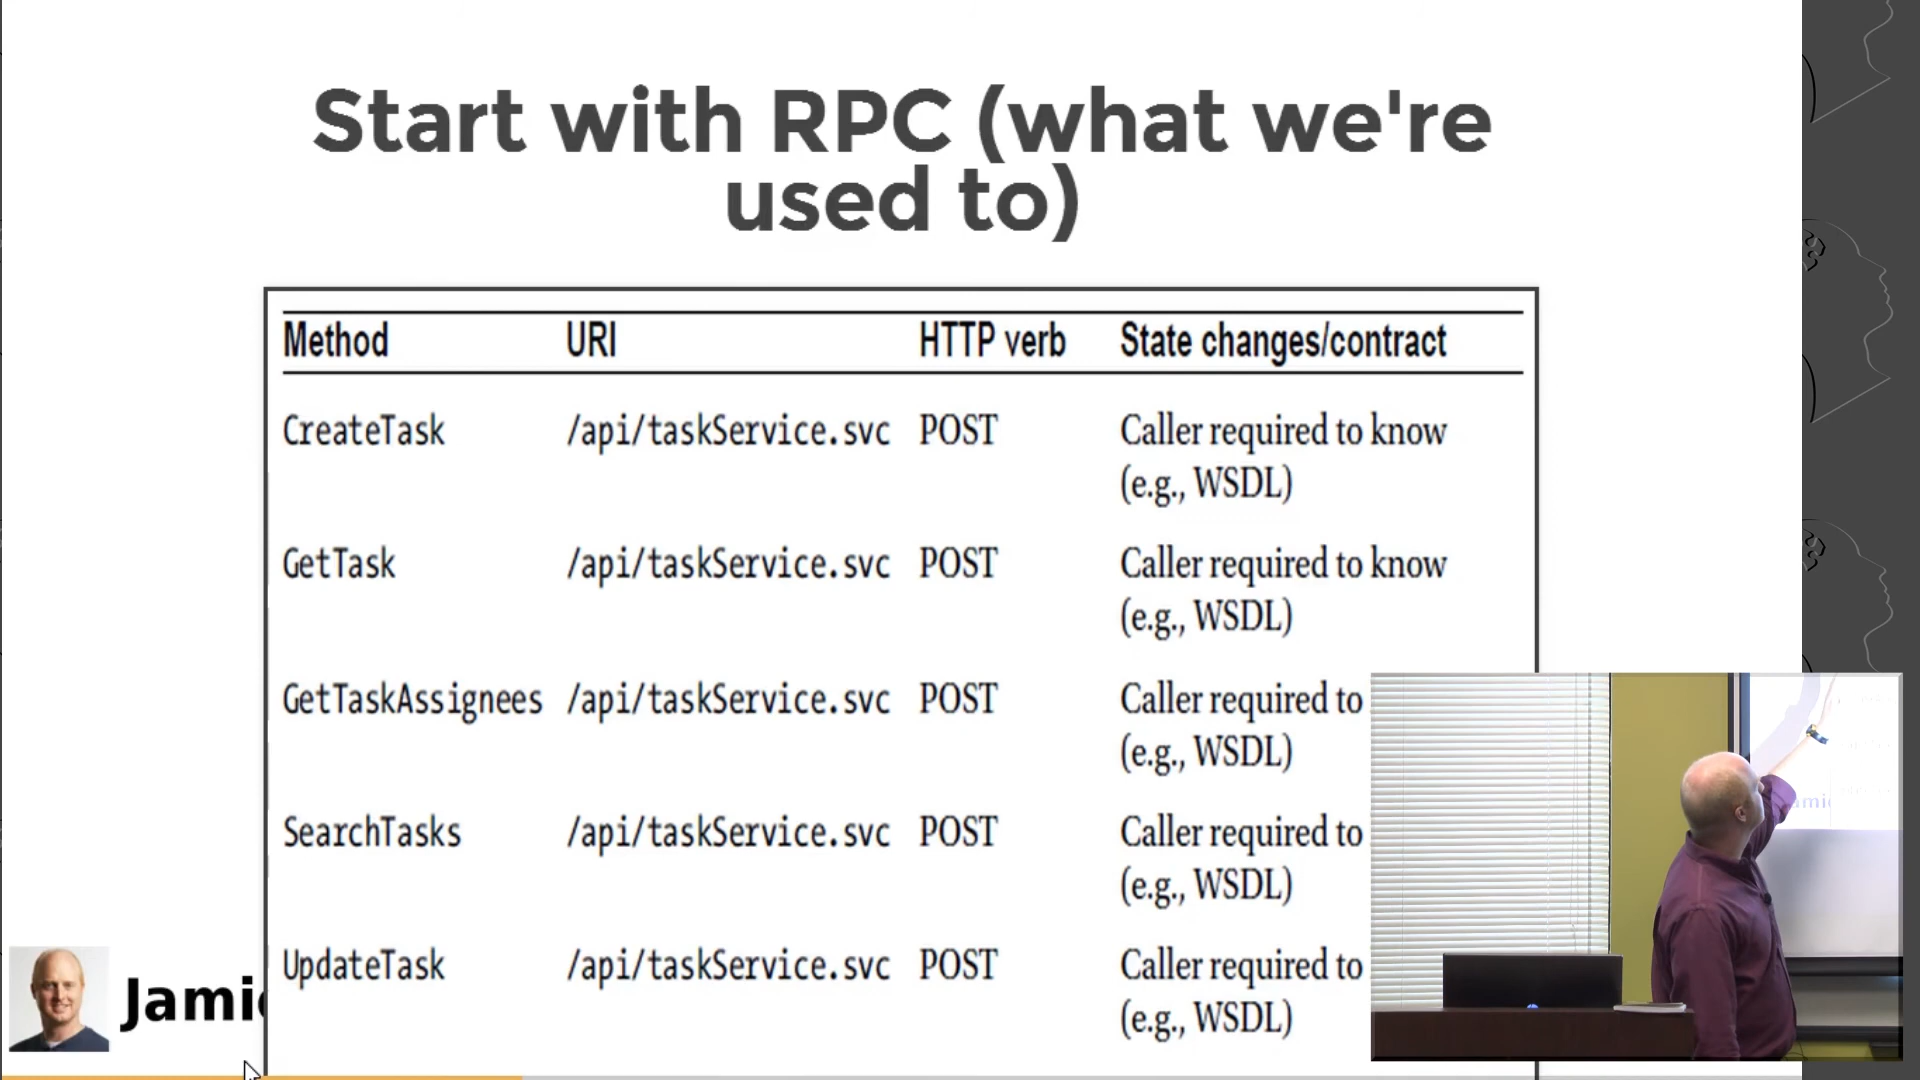 Start with RPC (what we're
used to)
Method URI HTTP verb State changes/contract
CreateTask /api/taskService.svc POST Caller required to know
(e.g., WSDL)
GetTask /api/taskService.svc POST Caller required to know
(e.g., WSDL)
GetTaskAssignees /api/taskService.svc POST Caller required to
(e.g., WSDL)
SearchTasks /api/taskService.svc POST Caller required to
(e.g., WSDL)
UpdateTask /api/taskService.svc POST Caller required to
(e.g., WSDL)
Jami